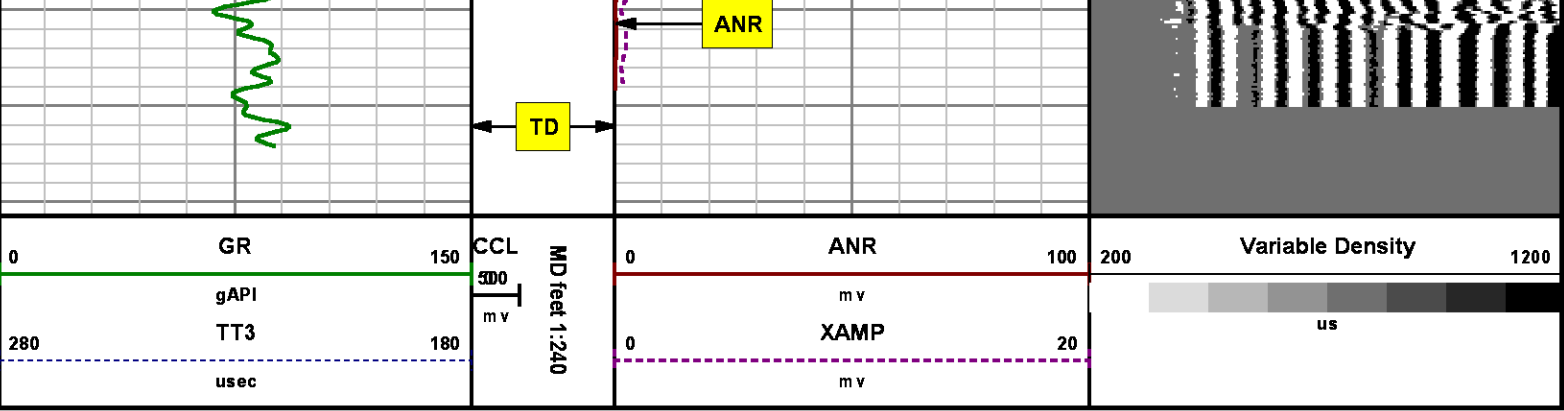 ANR
TD
0 GR 150
gAPI
TT3
280 180
usec
CCL
500
m v
MD feet 1:240
0 ANR 100
m v
XAMP
0 20
m v
200 Variable Density 1200
us